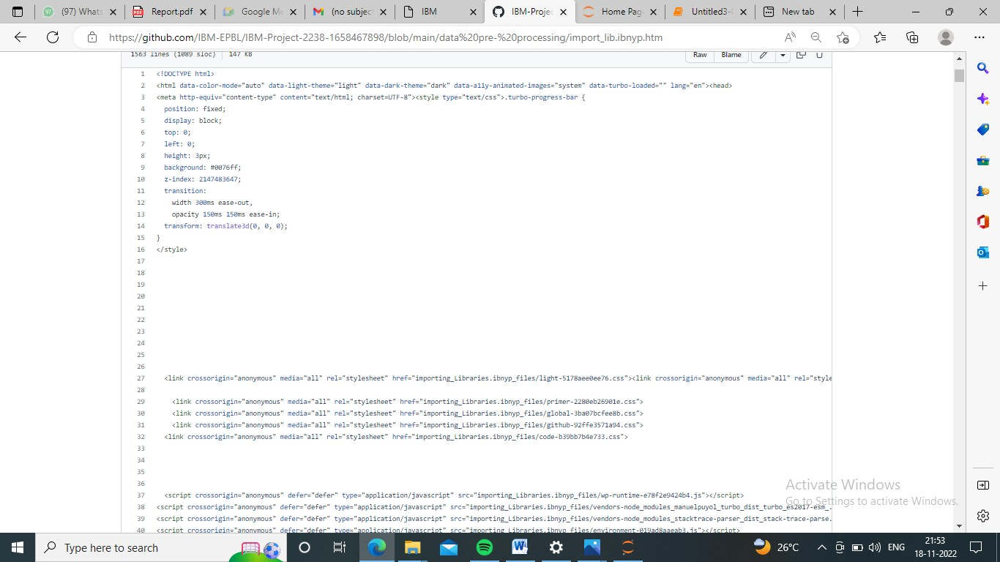 (97) Whats
Report.pdf
Google Me
(no subjec
IBM
IBM-Projec
Home Pag
Untitled3-
New tab
https://github.com/IBM-EPBL/IBM-Project-2238-1658467898/blob/main/data%20pre-%20processing/import_lib.ibnyp.htm
1563 lines (1089 sloc) 147 KB
Raw Blame
1 <!DOCTYPE html>
2 <html data-color-mode="auto" data-light-theme="light" data-dark-theme="dark" data-a11y-animated-images="system" data-turbo-loaded="" lang="en"><head>
3 <meta http-equiv="content-type" content="text/html; charset=UTF-8"><style type="text/css">.turbo-progress-bar {
4 position: fixed;
5 display: block;
6 top: 0;
7 left: 0;
8 height: 3px;
9 background: #0076ff;
10 z-index: 2147483647;
11 transition:
12 width 300ms ease-out,
13 opacity 150ms 150ms ease-in;
14 transform: translate3d(0, 0, 0);
15 }
16 </style>
17
18
19
20
21
22
23
24
25
26
27 <link crossorigin="anonymous" media="all" rel="stylesheet" href="importing_Libraries.ibnyp_files/light-5178aee0ee76.css"><link crossorigin="anonymous" media="all" rel="style
28
29 <link crossorigin="anonymous" media="all" rel="stylesheet" href="importing_Libraries.ibnyp_files/primer-2280eb26901e.css">
30 <link crossorigin="anonymous" media="all" rel="stylesheet" href="importing_Libraries.ibnyp_files/global-3ba07bcfee8b.css">
31 <link crossorigin="anonymous" media="all" rel="stylesheet" href="importing_Libraries.ibnyp_files/github-92ffe3571a94.css">
32 <link crossorigin="anonymous" media="all" rel="stylesheet" href="importing_Libraries.ibnyp_files/code-b39bb7b4e733.css">
33
34
35
36
37 <script crossorigin="anonymous" defer="defer" type="application/javascript" src="importing_Libraries.ibnyp_files/wp-runtime-e78f2e9424b4.js"></script>
38 <script crossorigin="anonymous" defer="defer" type="application/javascript" src="importing_Libraries.ibnyp_files/vendors-node_modules_manuelpuyol_turbo_dist_turbo_es2017-esm_.
39 <script crossorigin="anonymous" defer="defer" type="application/javascript" src="importing_Libraries.ibnyp_files/vendors-node_modules_stacktrace-parser_dist_stack-trace-parse.
40 <script crossorigin="anonymous" defer="defer" type="application/javascript" src="importing_Libraries.ibnyp_files/environment-019ad8aaeab3.js"></script>
Activate Windows
Go to Settings to activate Windows.
Type here to search
26°C
ENG
21:53
18-11-2022